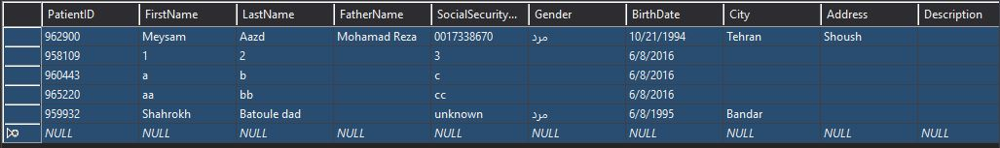 PatientID FirstName LastName FatherName SocialSecurity... Gender BirthDate City Address Description
962900 Meysam Aazd Mohamad Reza 0017338670 مرد 10/21/1994 Tehran Shoush
958109 1 2 3 6/8/2016
960443 a b c 6/8/2016
965220 aa bb cc 6/8/2016
959932 Shahrokh Batoule dad unknown مرد 6/8/1995 Bandar
NULL NULL NULL NULL NULL NULL NULL NULL NULL NULL